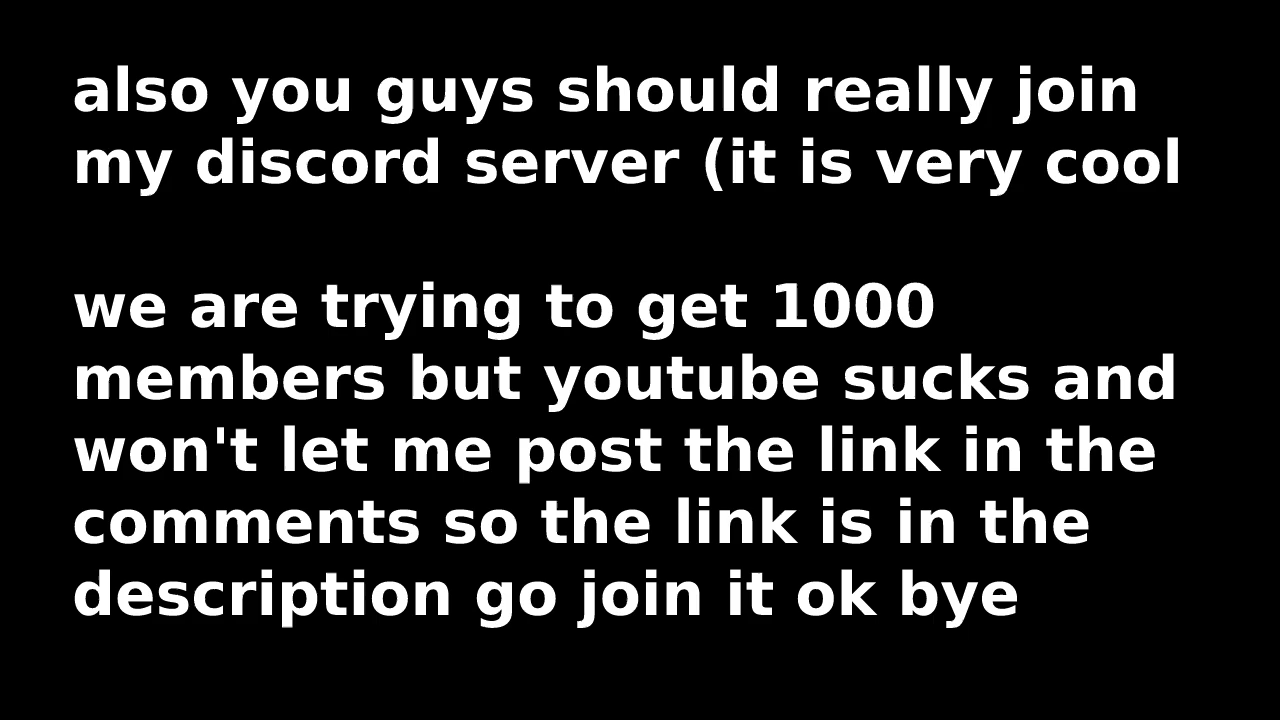 also you guys should really join
my discord server (it is very cool
we are trying to get 1000
members but youtube sucks and
won't let me post the link in the
comments so the link is in the
description go join it ok bye